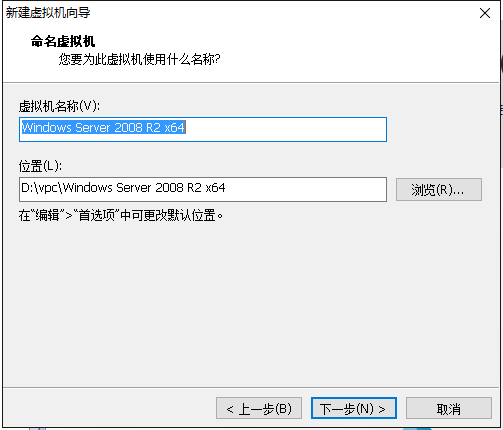 新建虚拟机向导
命名虚拟机
您要为此虚拟机使用什么名称?
虚拟机名称(V):
Windows Server 2008 R2 x64
位置(L):
D:\vpc\Windows Server 2008 R2 x64
浏览(R)...
在“编辑”>“首选项”中可更改默认位置。
< 上一步(B) 下一步(N) > 取消